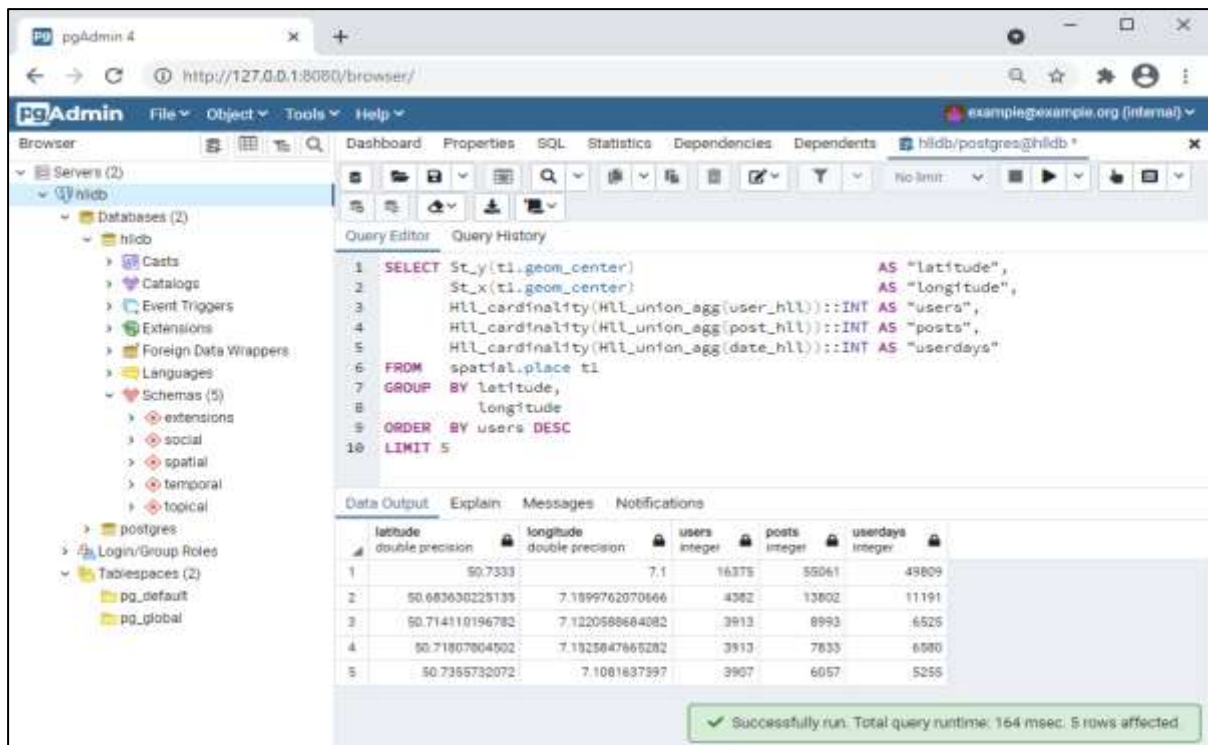 pgAdmin 4
http://127.0.0.1:8080/browser/
pgAdmin File Object Tools Help example@example.org (internal)
Browser Dashboard Properties SQL Statistics Dependencies Dependents hlldb/postgres@hlldb *
Servers (2)
hlldb
Databases (2)
hlldb
Casts
Catalogs
Event Triggers
Extensions
Foreign Data Wrappers
Languages
Schemas (5)
extensions
social
spatial
temporal
topical
postgres
Login/Group Roles
Tablespaces (2)
pg_default
pg_global
No limit
Query Editor Query History
1 SELECT St_y(t1.geom_center) AS "latitude",
2 St_x(t1.geom_center) AS "longitude",
3 Hll_cardinality(Hll_union_agg(user_hll))::INT AS "users",
4 Hll_cardinality(Hll_union_agg(post_hll))::INT AS "posts",
5 Hll_cardinality(Hll_union_agg(date_hll))::INT AS "userdays"
6 FROM spatial.place t1
7 GROUP BY latitude,
8 longitude
9 ORDER BY users DESC
10 LIMIT 5
Data Output Explain Messages Notifications
latitude longitude users posts userdays
double precision double precision integer integer integer
1 50.7333 7.1 16375 55061 49809
2 50.683630225135 7.1599762070666 4382 13802 11191
3 50.714110196782 7.1220588684082 3913 8993 6525
4 50.71807804502 7.1525847665282 3913 7833 6580
5 50.7355732072 7.1081637597 3907 6057 5255
Successfully run. Total query runtime: 164 msec. 5 rows affected